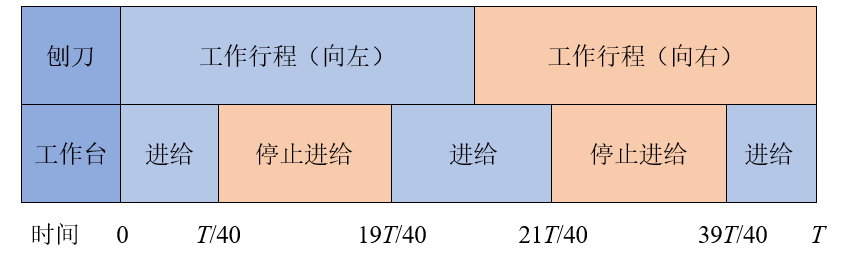 刨刀 工作行程（向左） 工作行程（向右）
工作台 进给 停止进给 进给 停止进给 进给
时间 0 T/40 19T/40 21T/40 39T/40 T